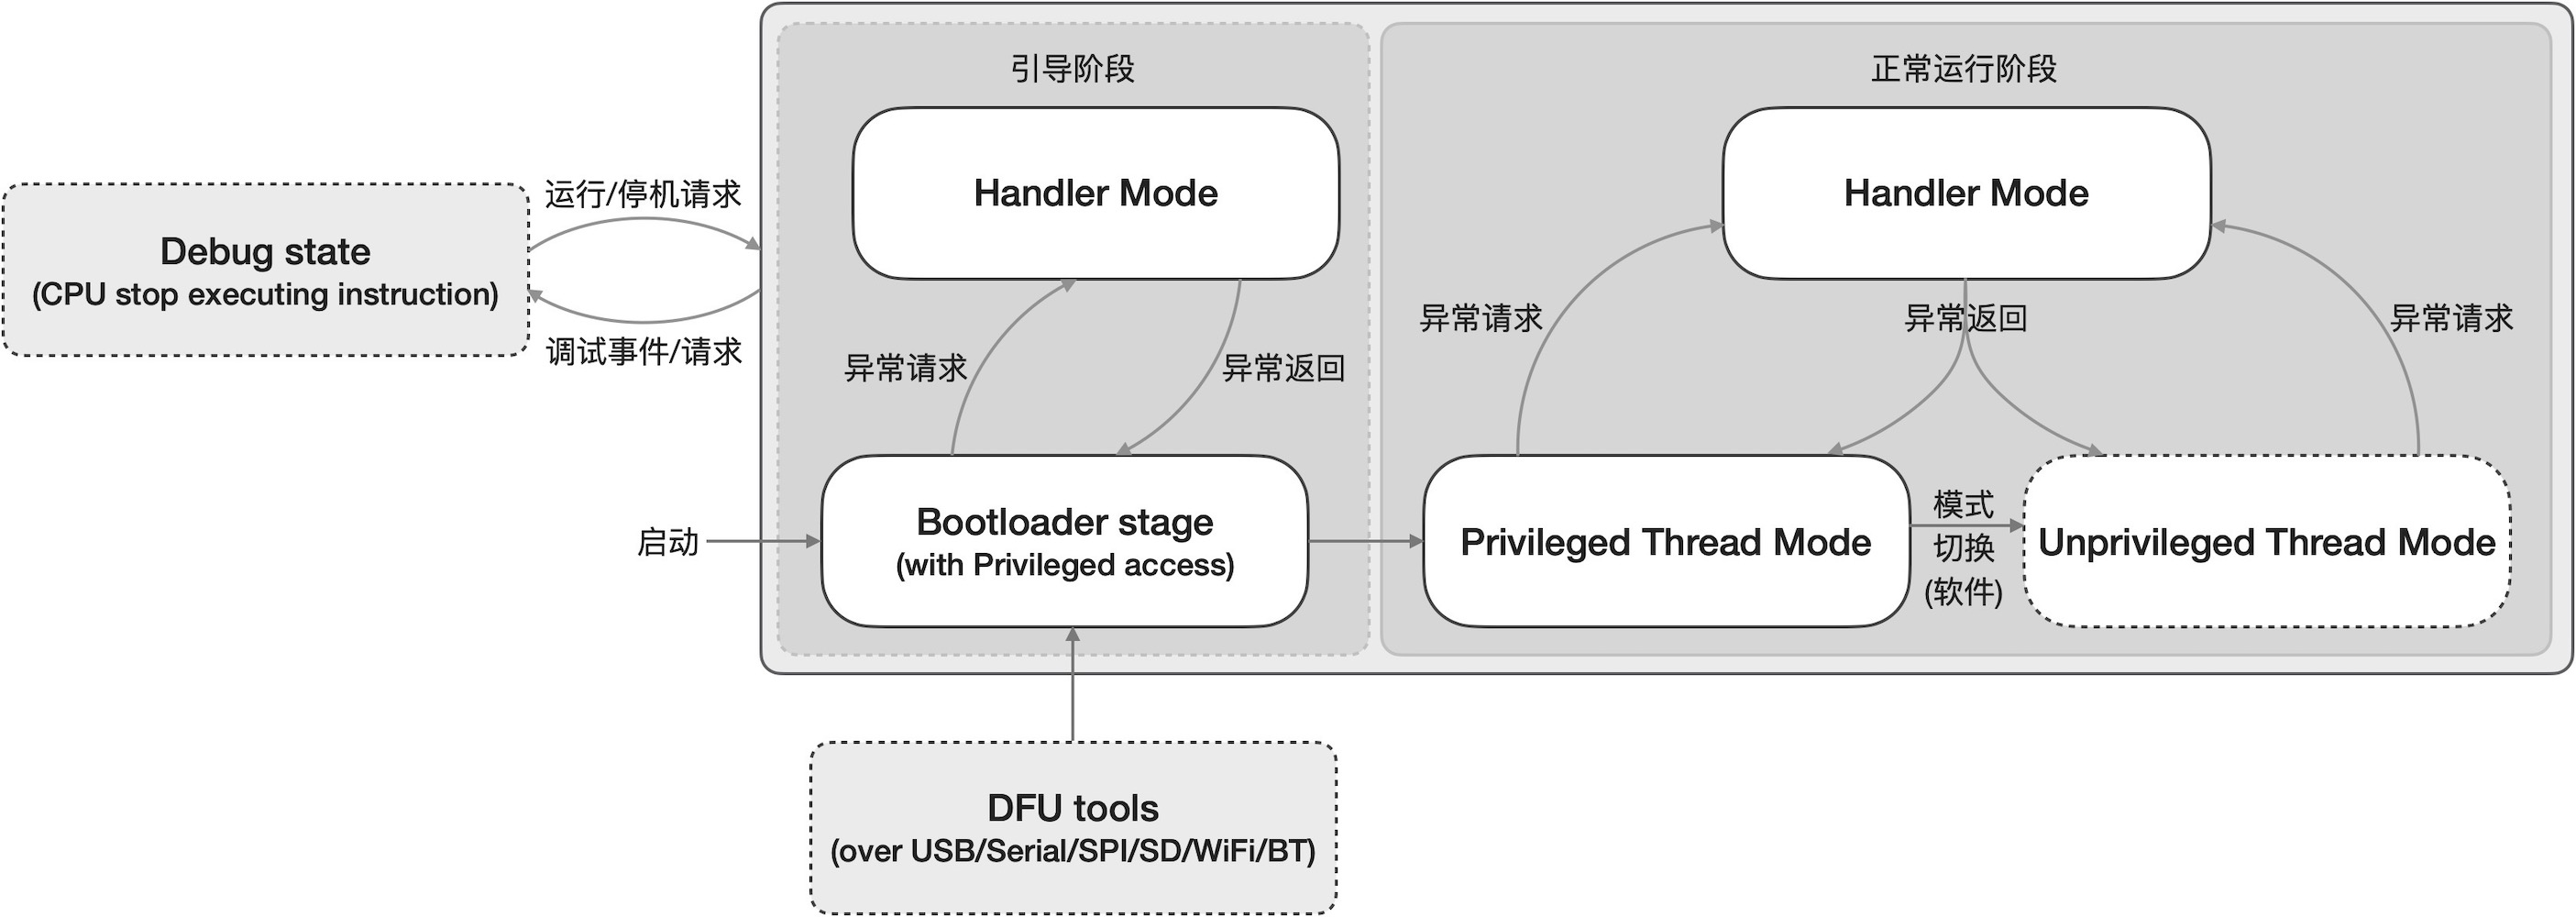 引导阶段
正常运行阶段
Handler Mode
Handler Mode
运行/停机请求
Debug state
(CPU stop executing instruction)
调试事件/请求
异常请求
异常返回
异常请求
异常返回
异常请求
启动
Bootloader stage
(with Privileged access)
Privileged Thread Mode
模式
切换
(软件)
Unprivileged Thread Mode
DFU tools
(over USB/Serial/SPI/SD/WiFi/BT)